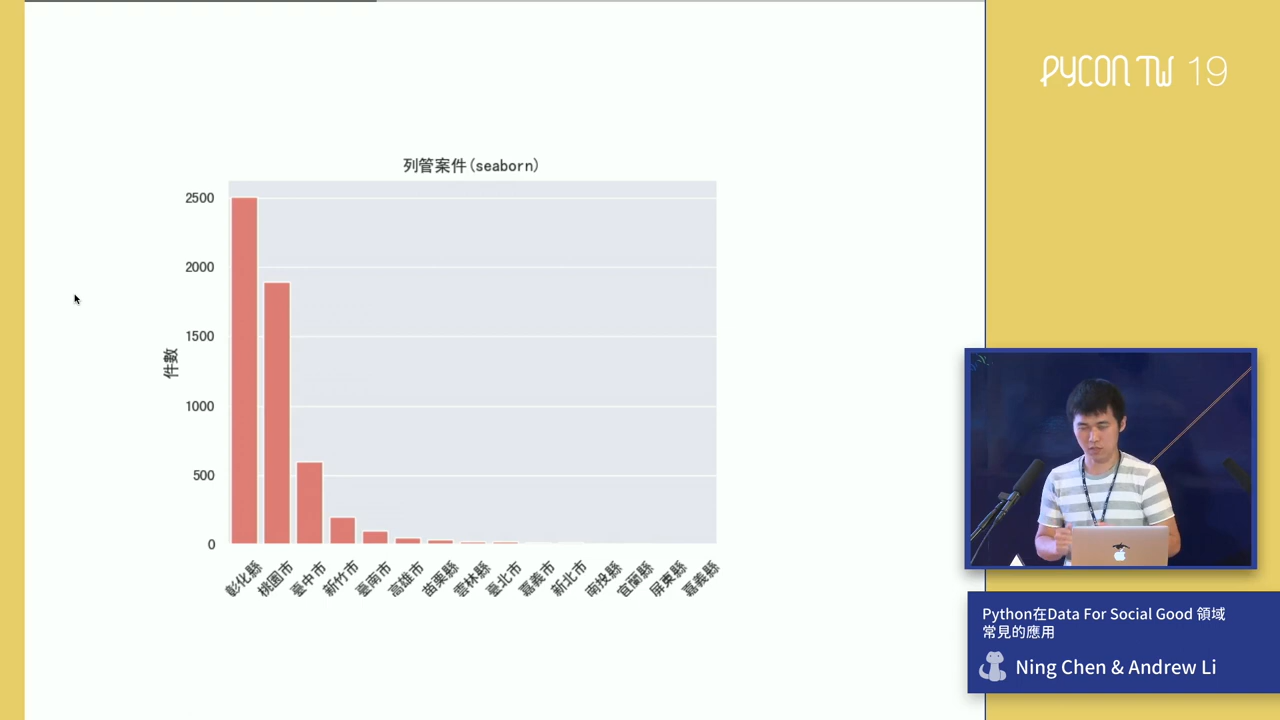 PYCON TW 19
列管案件(seaborn)
2500
2000
1500
1000
500
0
件數
彰化縣
桃園市
臺中市
新竹市
臺南市
高雄市
苗栗縣
雲林縣
臺北市
嘉義市
新北市
南投縣
宜蘭縣
屏東縣
嘉義縣
Python在Data For Social Good 領域
常見的應用
Ning Chen & Andrew Li